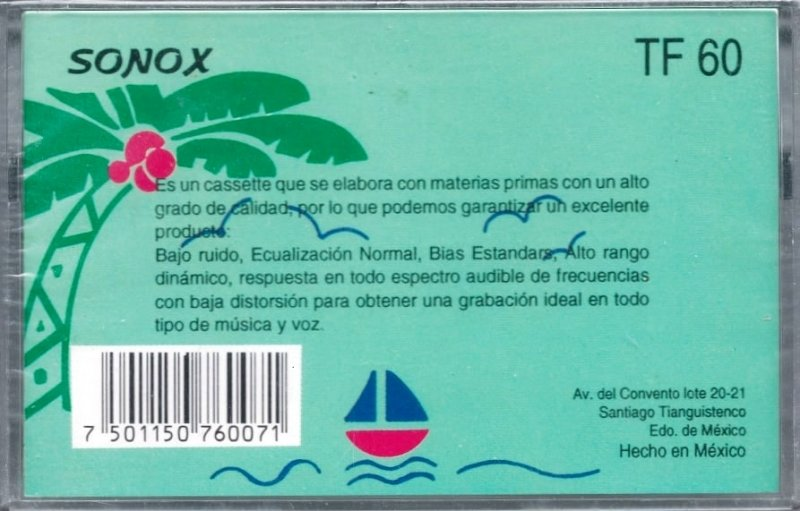 SONOX
TF 60
Es un cassette que se elabora con materias primas con un alto
grado de calidad, por lo que podemos garantizar un excelente
producto:
Bajo ruido, Ecualización Normal, Bias Estandars, Alto rango
dinámico, respuesta en todo espectro audible de frecuencias
con baja distorsión para obtener una grabación ideal en todo
tipo de música y voz.
7 501150 760071
Av. del Convento lote 20-21
Santiago Tianguistenco
Edo. de México
Hecho en México